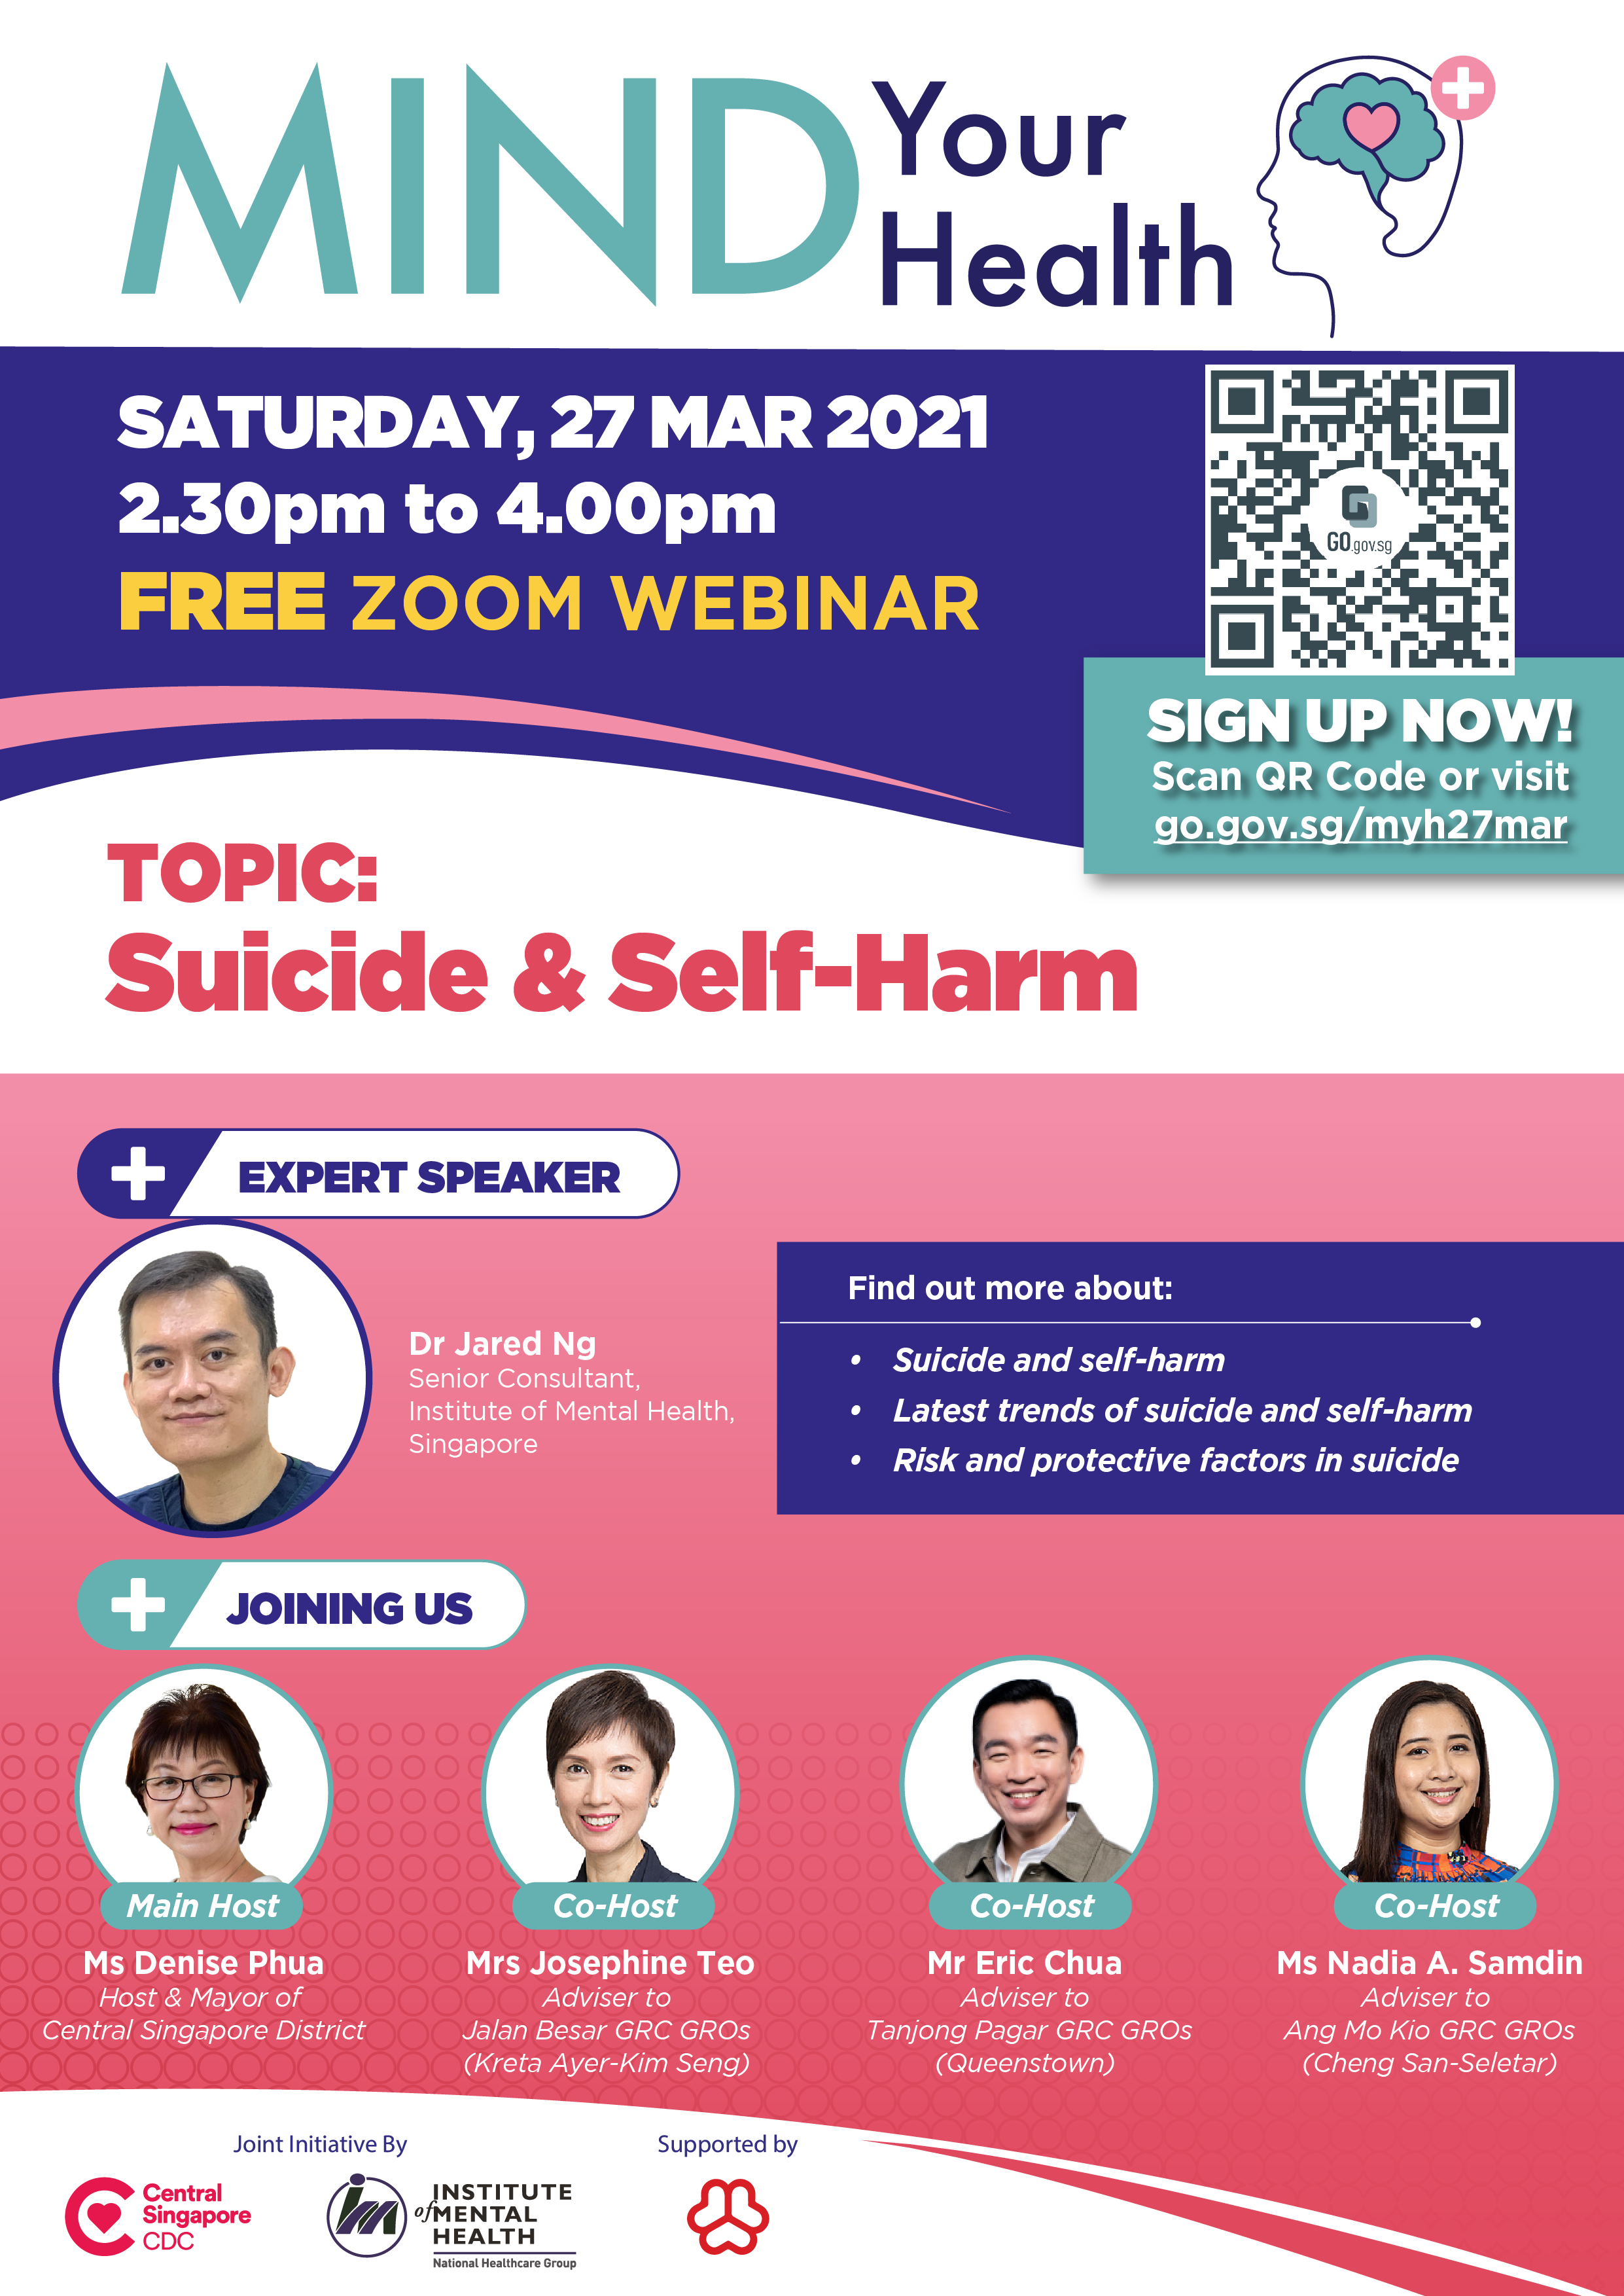 MIND Your
Health
SATURDAY, 27 MAR 2021
2.30pm to 4.00pm
FREE ZOOM WEBINAR
GO.gov.sg
SIGN UP NOW!
Scan QR Code or visit
go.gov.sg/myh27mar
TOPIC:
Suicide & Self-Harm
EXPERT SPEAKER
Dr Jared Ng
Senior Consultant,
Institute of Mental Health,
Singapore
Find out more about:
• Suicide and self-harm
• Latest trends of suicide and self-harm
• Risk and protective factors in suicide
JOINING US
Main Host
Ms Denise Phua
Host & Mayor of
Central Singapore District
Co-Host
Mrs Josephine Teo
Adviser to
Jalan Besar GRC GROs
(Kreta Ayer-Kim Seng)
Co-Host
Mr Eric Chua
Adviser to
Tanjong Pagar GRC GROs
(Queenstown)
Co-Host
Ms Nadia A. Samdin
Adviser to
Ang Mo Kio GRC GROs
(Cheng San-Seletar)
Joint Initiative By
Central
Singapore
CDC
INSTITUTE
of MENTAL
HEALTH
National Healthcare Group
Supported by